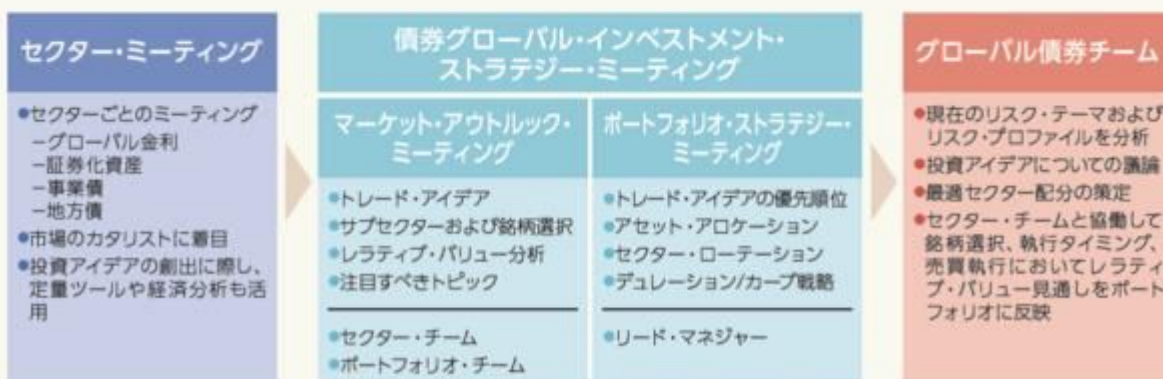 セクター・ミーティング
●セクターごとのミーティング
－グローバル金利
－証券化資産
－事業債
－地方債
●市場のカタリストに着目
●投資アイデアの創出に際し、
定量ツールや経済分析も活
用
債券グローバル・インベストメント・
ストラテジー・ミーティング
マーケット・アウトルック・
ミーティング
●トレード・アイデア
●サブセクターおよび銘柄選択
●レラティブ・バリュー分析
●注目すべきトピック
●セクター・チーム
●ポートフォリオ・チーム
ポートフォリオ・ストラテジー・
ミーティング
●トレード・アイデアの優先順位
●アセット・アロケーション
●セクター・ローテーション
●デュレーション/カーブ戦略
●リード・マネジャー
グローバル債券チーム
●現在のリスク・テーマおよび
リスク・プロファイルを分析
●投資アイデアについての議論
●最適セクター配分の策定
●セクター・チームと協働して
銘柄選択、執行タイミング、
売買執行においてレラティ
ブ・バリュー見通しをポート
フォリオに反映